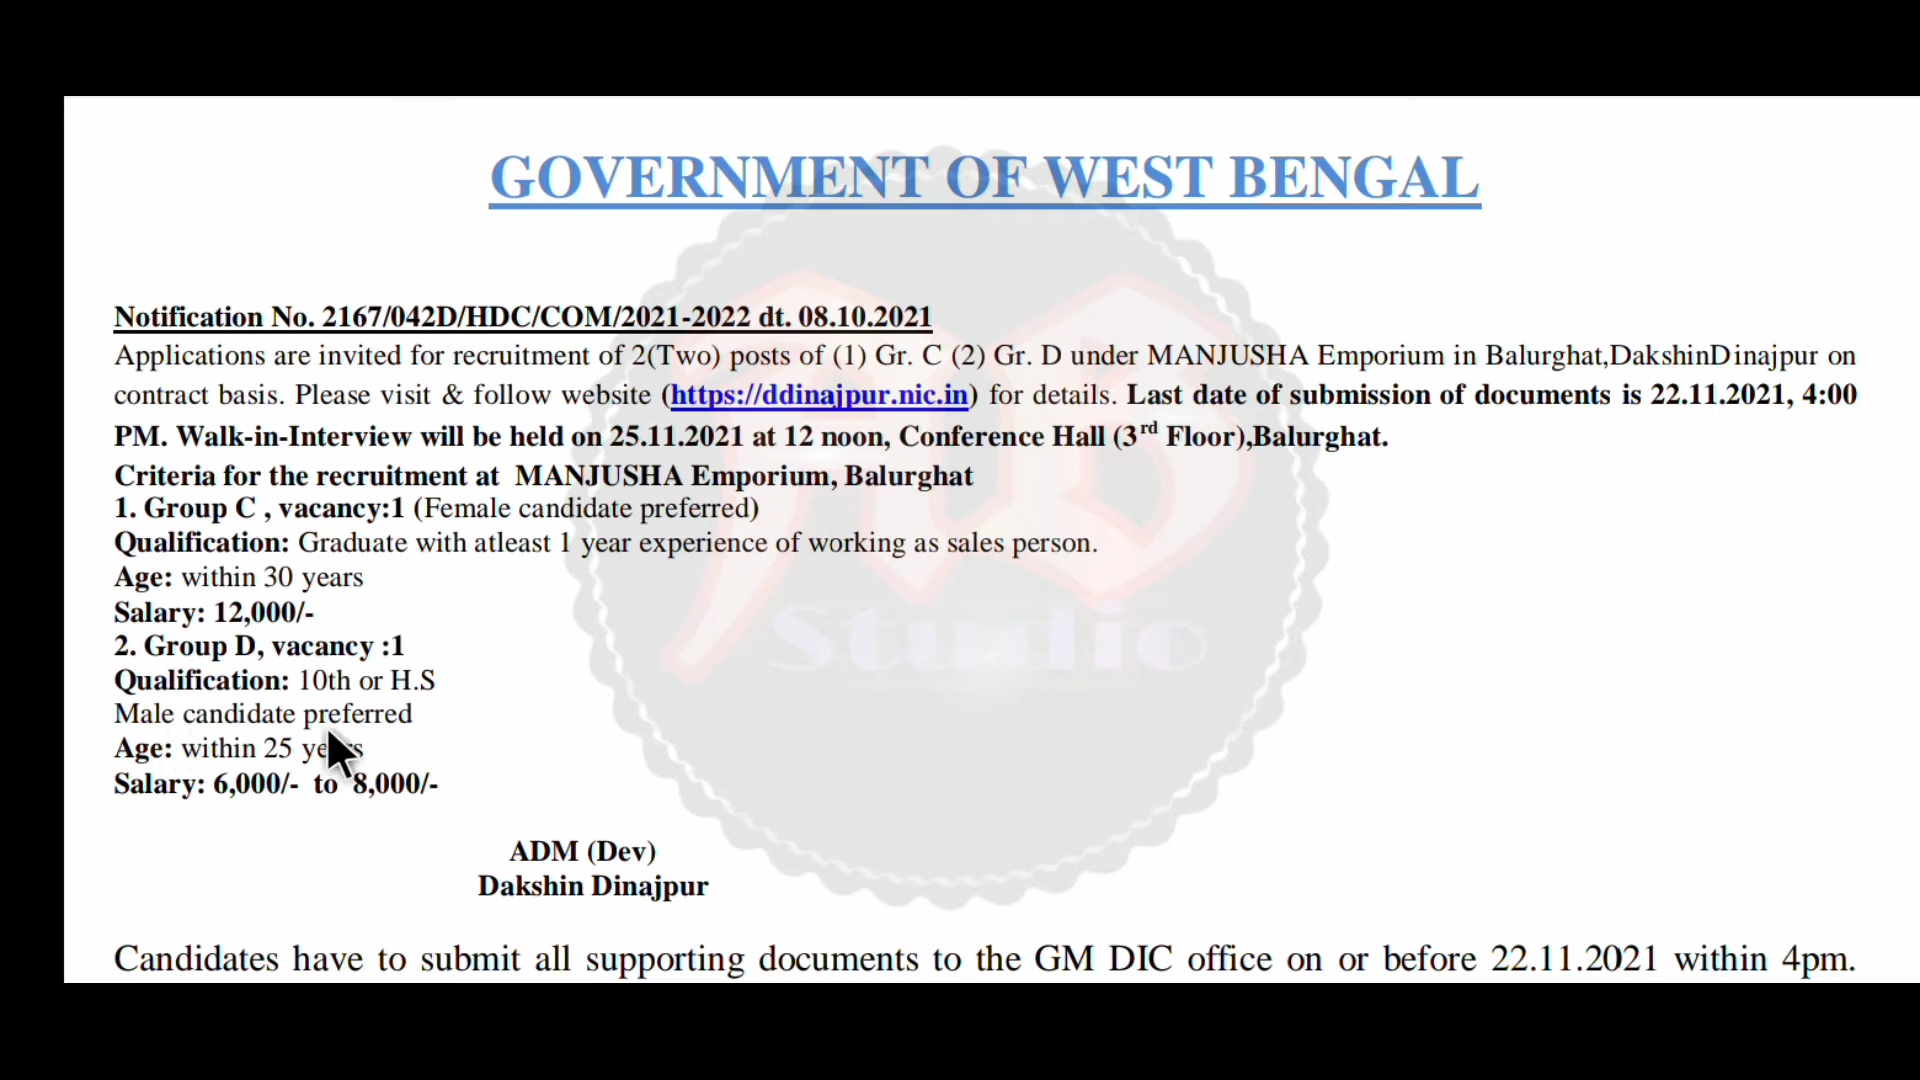 GOVERNMENT OF WEST BENGAL
Notification No. 2167/042D/HDC/COM/2021-2022 dt. 08.10.2021
Applications are invited for recruitment of 2(Two) posts of (1) Gr. C (2) Gr. D under MANJUSHA Emporium in Balurghat,DakshinDinajpur on
contract basis. Please visit & follow website (https://ddinajpur.nic.in) for details. Last date of submission of documents is 22.11.2021, 4:00
PM. Walk-in-Interview will be held on 25.11.2021 at 12 noon, Conference Hall (3rd Floor),Balurghat.
Criteria for the recruitment at MANJUSHA Emporium, Balurghat
1. Group C , vacancy:1 (Female candidate preferred)
Qualification: Graduate with atleast 1 year experience of working as sales person.
Age: within 30 years
Salary: 12,000/-
2. Group D, vacancy :1
Qualification: 10th or H.S
Male candidate preferred
Age: within 25 years
Salary: 6,000/- to 8,000/-
ADM (Dev)
Dakshin Dinajpur
Candidates have to submit all supporting documents to the GM DIC office on or before 22.11.2021 within 4pm.
AB
Studio